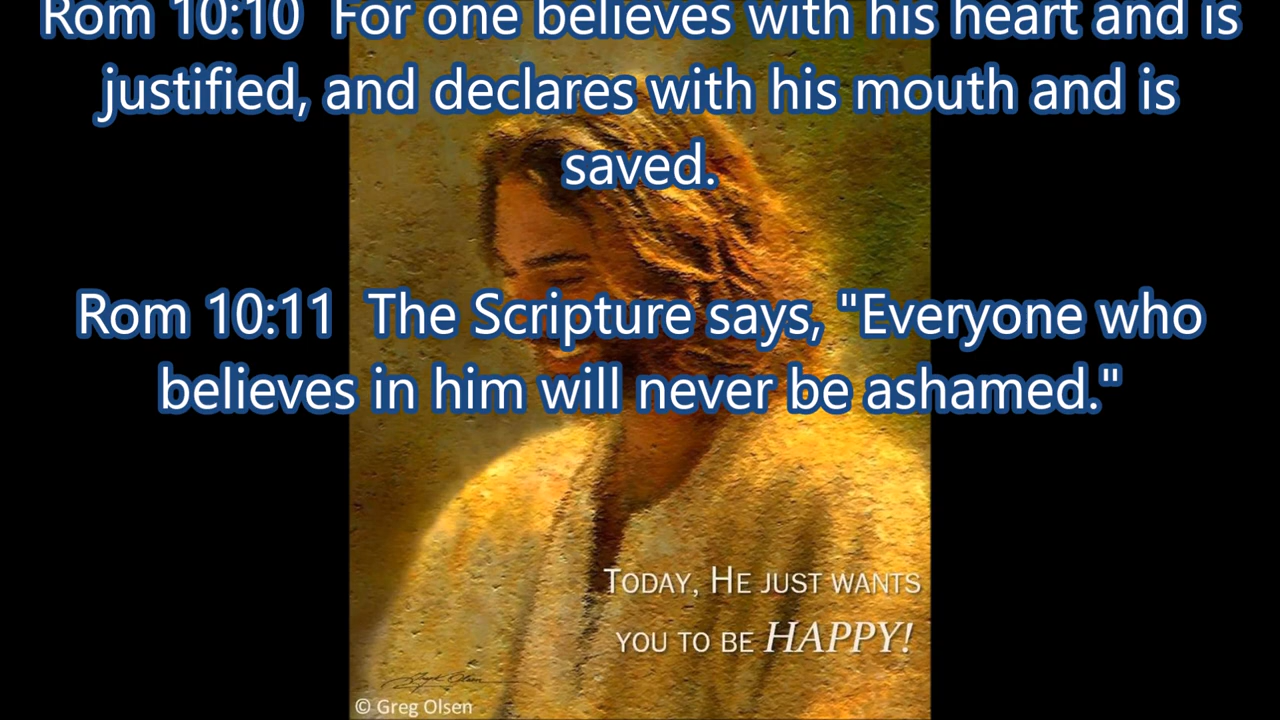 Rom 10:10  For one believes with his heart and is
justified, and declares with his mouth and is
saved.
Rom 10:11  The Scripture says, "Everyone who
believes in him will never be ashamed."
Today, He just wants
you to be HAPPY!
© Greg Olsen